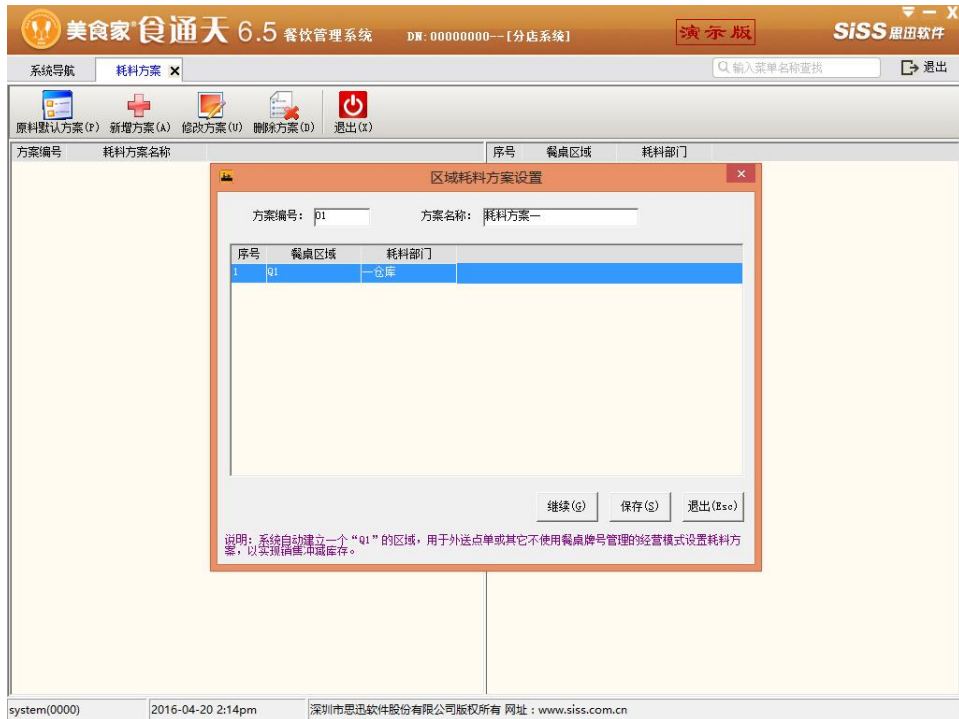 美食家®食通天 6.5 餐饮管理系统 DN:00000000--[分店系统] 演示版 SiSS思迅软件
系统导航 耗料方案 输入菜单名称查找 退出
原料默认方案(P) 新增方案(A) 修改方案(U) 删除方案(D) 退出(X)
方案编号 耗料方案名称 序号 餐桌区域 耗料部门
区域耗料方案设置
方案编号: 01 方案名称: 耗料方案一
序号 餐桌区域 耗料部门
1 Q1 一仓库
继续(G) 保存(S) 退出(Esc)
说明:系统自动建立一个“Q1”的区域,用于外送点单或其它不使用餐桌牌号管理的经营模式设置耗料方
案,以实现销售冲减库存。
system(0000) 2016-04-20 2:14pm 深圳市思迅软件股份有限公司版权所有 网址:www.siss.com.cn